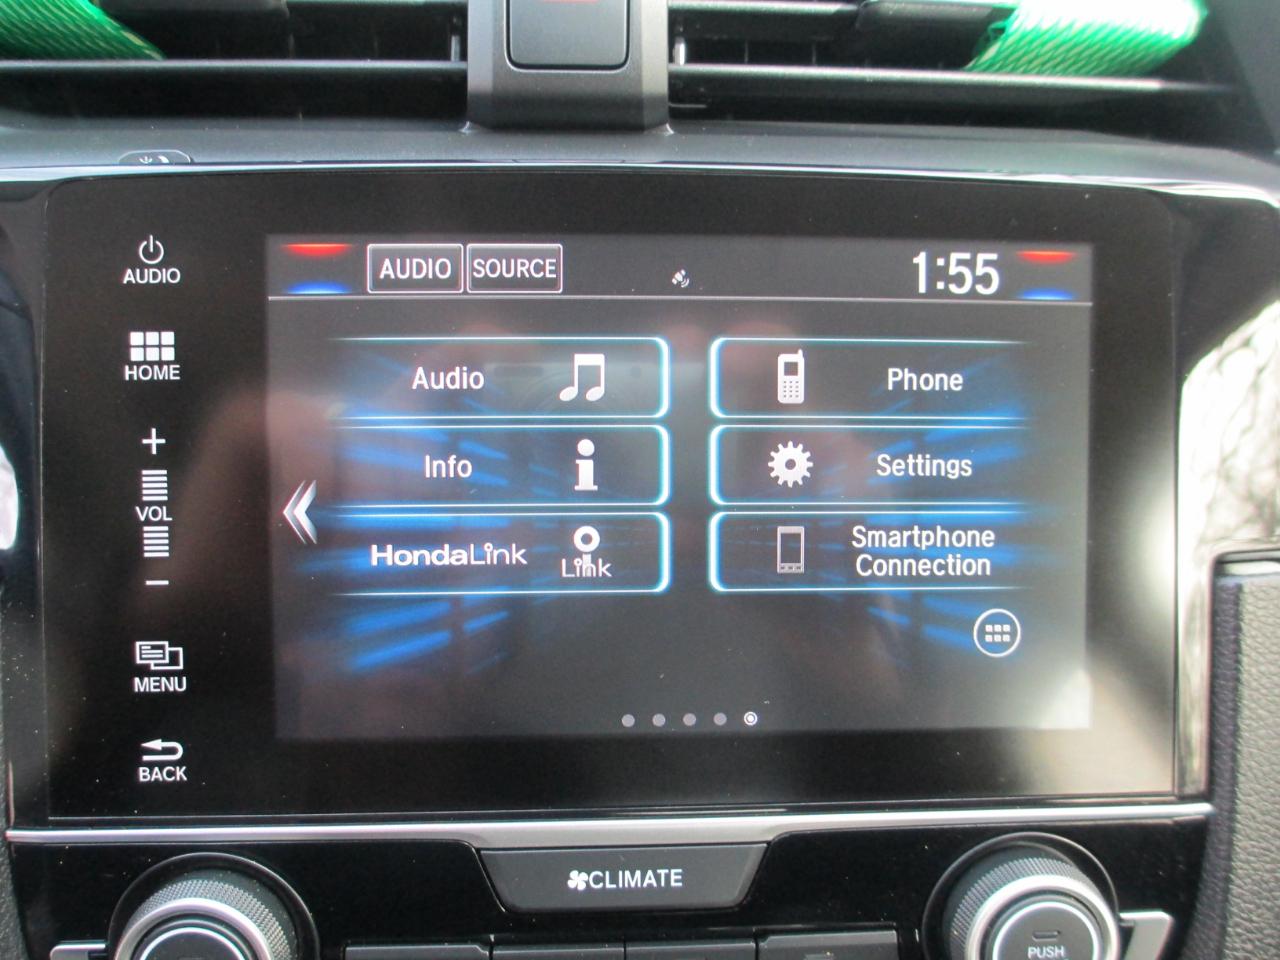 AUDIO
HOME
VOL
MENU
BACK
AUDIO SOURCE 1:55
Audio
Phone
Info
Settings
HondaLink
Link
Smartphone
Connection
CLIMATE
PUSH